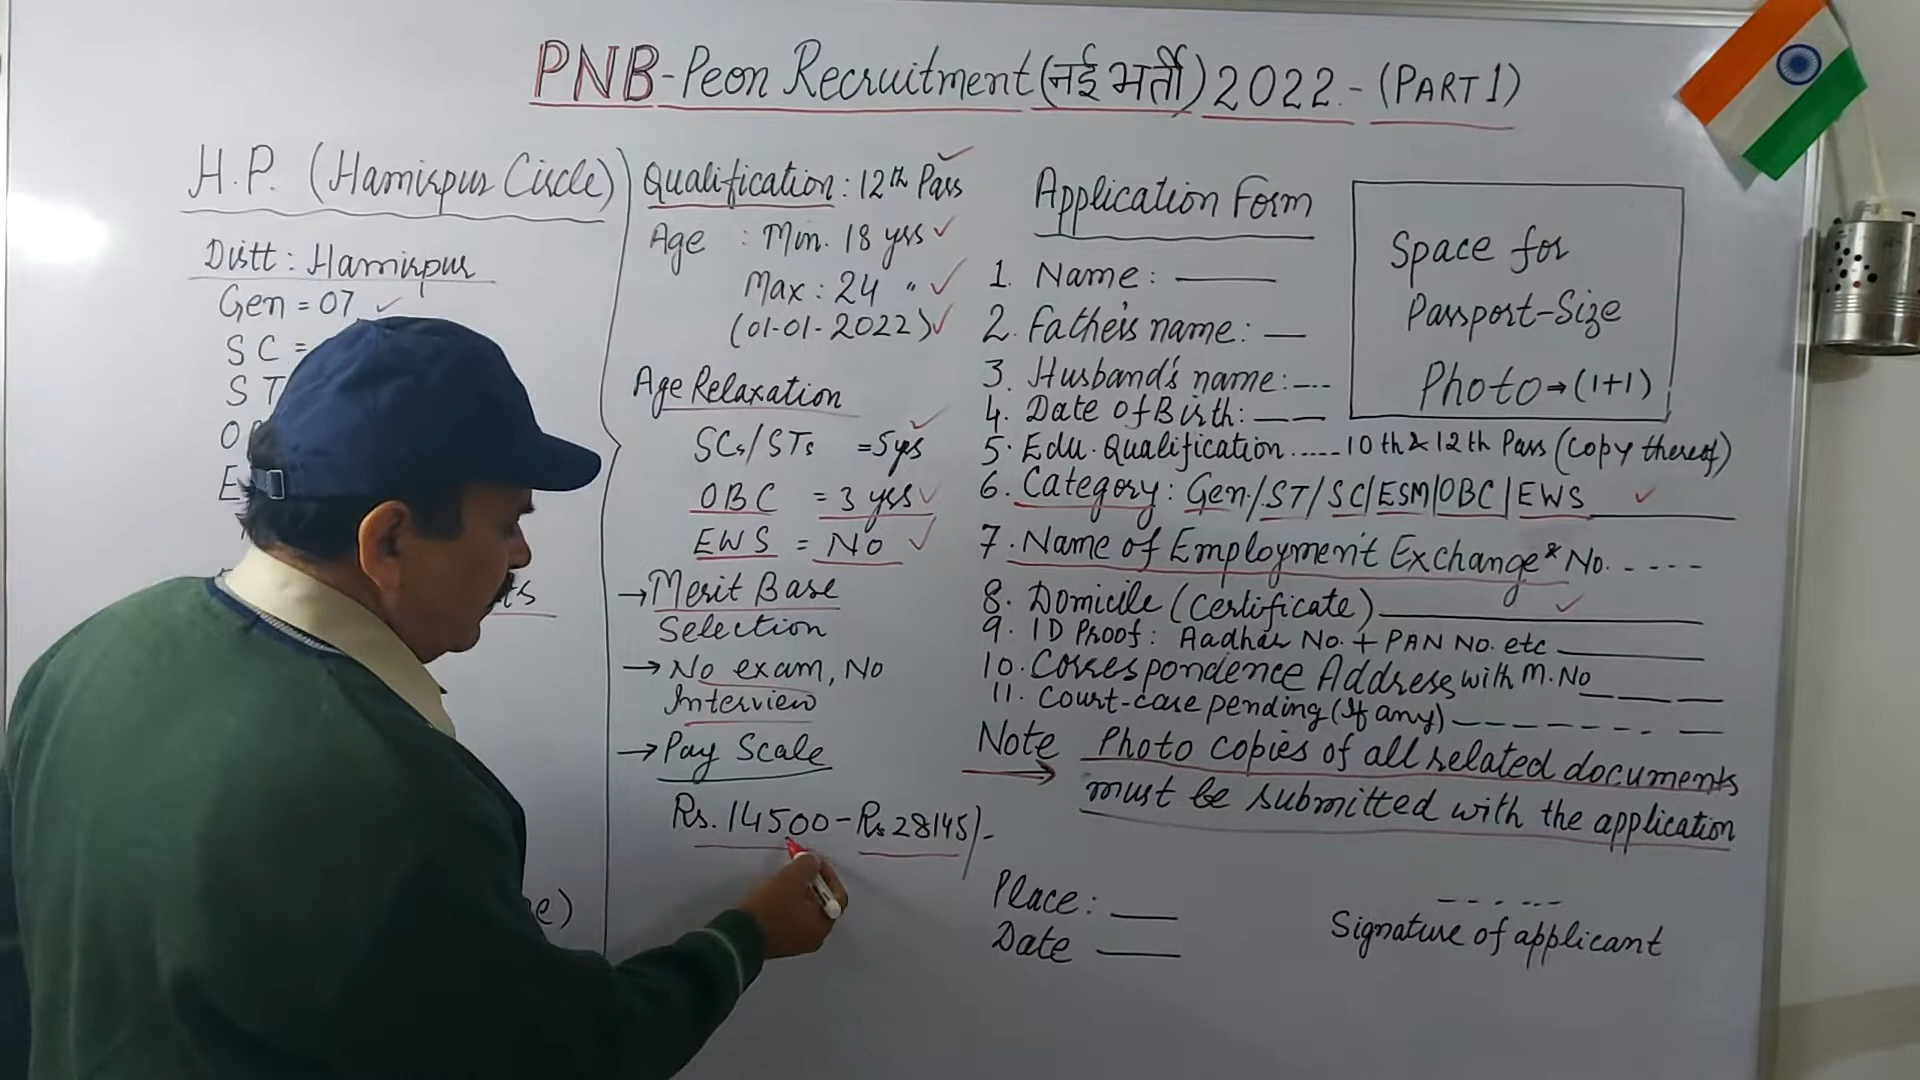 PNB-Peon Recruitment (नई भर्ती) 2022.- (PART 1)
H.P. (Hamirpur Circle)
Distt : Hamirpur
Gen = 07
SC =
ST
E
Qualification : 12th Pass
Age : Min. 18 yrs
Max : 24 "
(01-01-2022)
Age Relaxation
SCs/STs = 5 yrs
OBC = 3 yrs
EWS = No
→ Merit Base
Selection
→ No exam, No
Interview
→ Pay Scale
Rs. 14500 - Rs 28145/-
Application Form
1. Name :
2. Father's name :
3. Husband's name :
4. Date of Birth :
5. Edu. Qualification ..... 10 th & 12 th Pass (Copy thereof)
6. Category : Gen/ST/SC/ESM/OBC/EWS
7. Name of Employment Exchange & No.
8. Domicile (Certificate)
9. ID Proof : Aadhar No. + PAN No. etc
10. Correspondence Address with M. No
11. Court-case pending (If any)
Note Photo copies of all related documents
must be submitted with the application
Place :
Date
Signature of applicant
Space for
Passport-Size
Photo → (1+1)